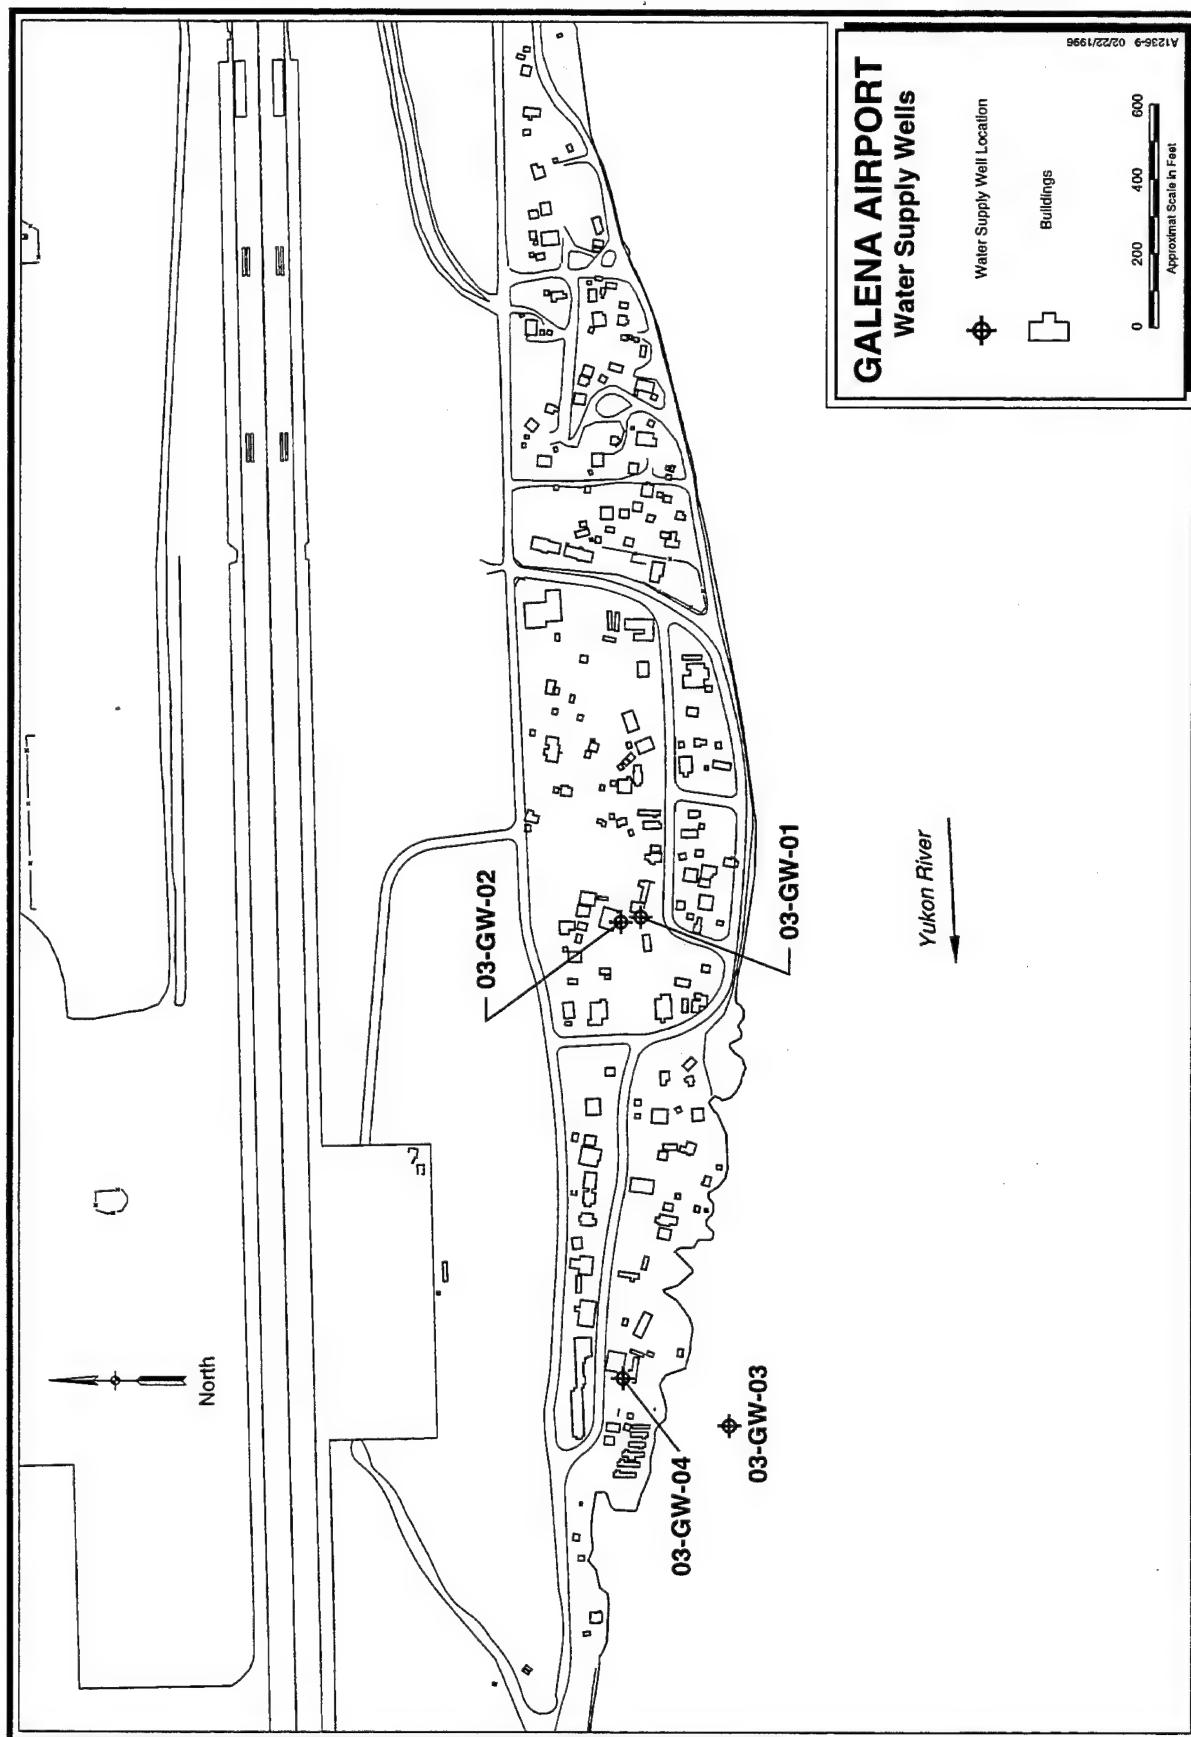 GALENA AIRPORT
Water Supply Wells
Water Supply Well Location
Buildings
0 200 400 600
Approximat Scale in Feet
A1236-9 02/22/1996
North
03-GW-02
03-GW-01
03-GW-04
03-GW-03
Yukon River